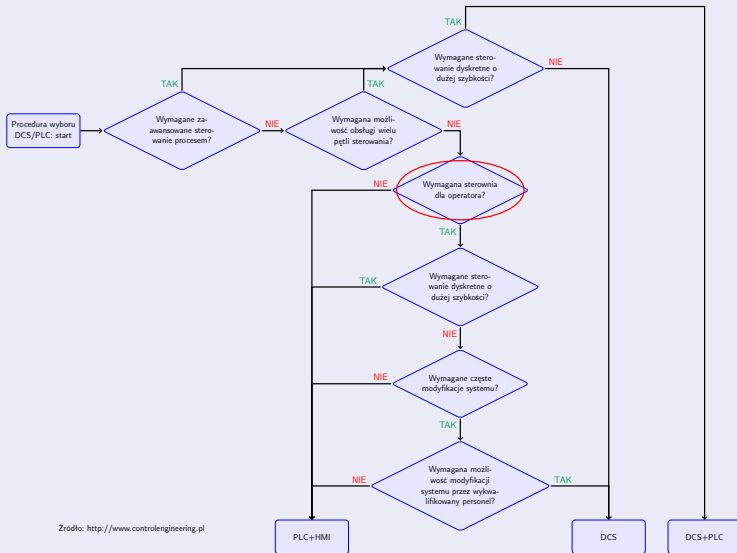 TAK
Wymagane stero-
wanie dyskretne o
dużej szybkości?
NIE
TAK
TAK
Procedura wyboru
DCS/PLC: start
Wymagane za-
awansowane stero-
wanie procesem?
NIE
Wymagana możli-
wość obsługi wielu
pętli sterowania?
NIE
NIE
Wymagana sterownia
dla operatora?
TAK
TAK
Wymagane stero-
wanie dyskretne o
dużej szybkości?
NIE
NIE
Wymagane częste
modyfikacje systemu?
TAK
NIE
Wymagana możli-
wość modyfikacji
systemu przez wykwa-
lifikowany personel?
TAK
Źródło: http://www.controlengineering.pl
PLC+HMI
DCS
DCS+PLC